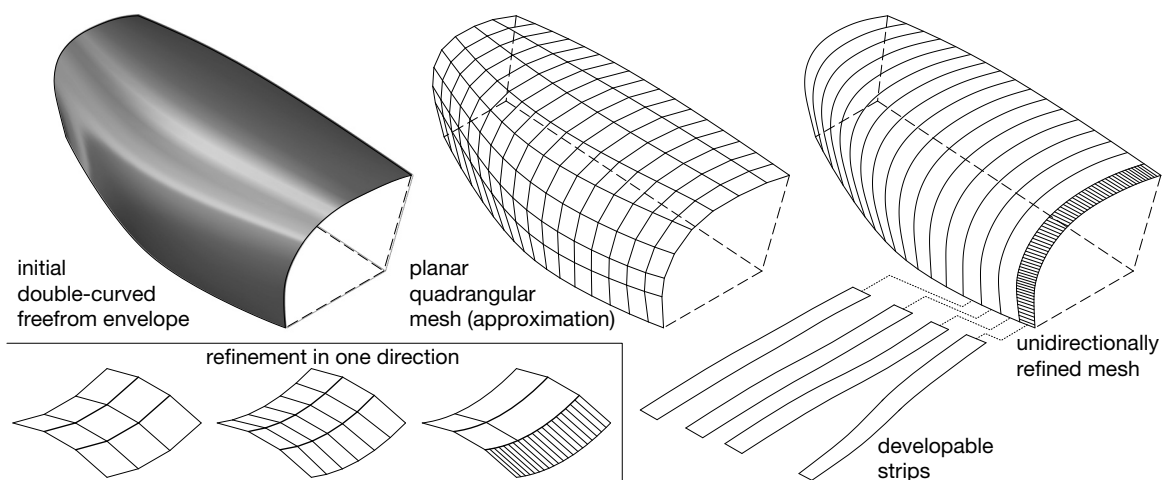 initial
double-curved
freefrom envelope
planar
quadrangular
mesh (approximation)
unidirectionally
refined mesh
refinement in one direction
developable
strips